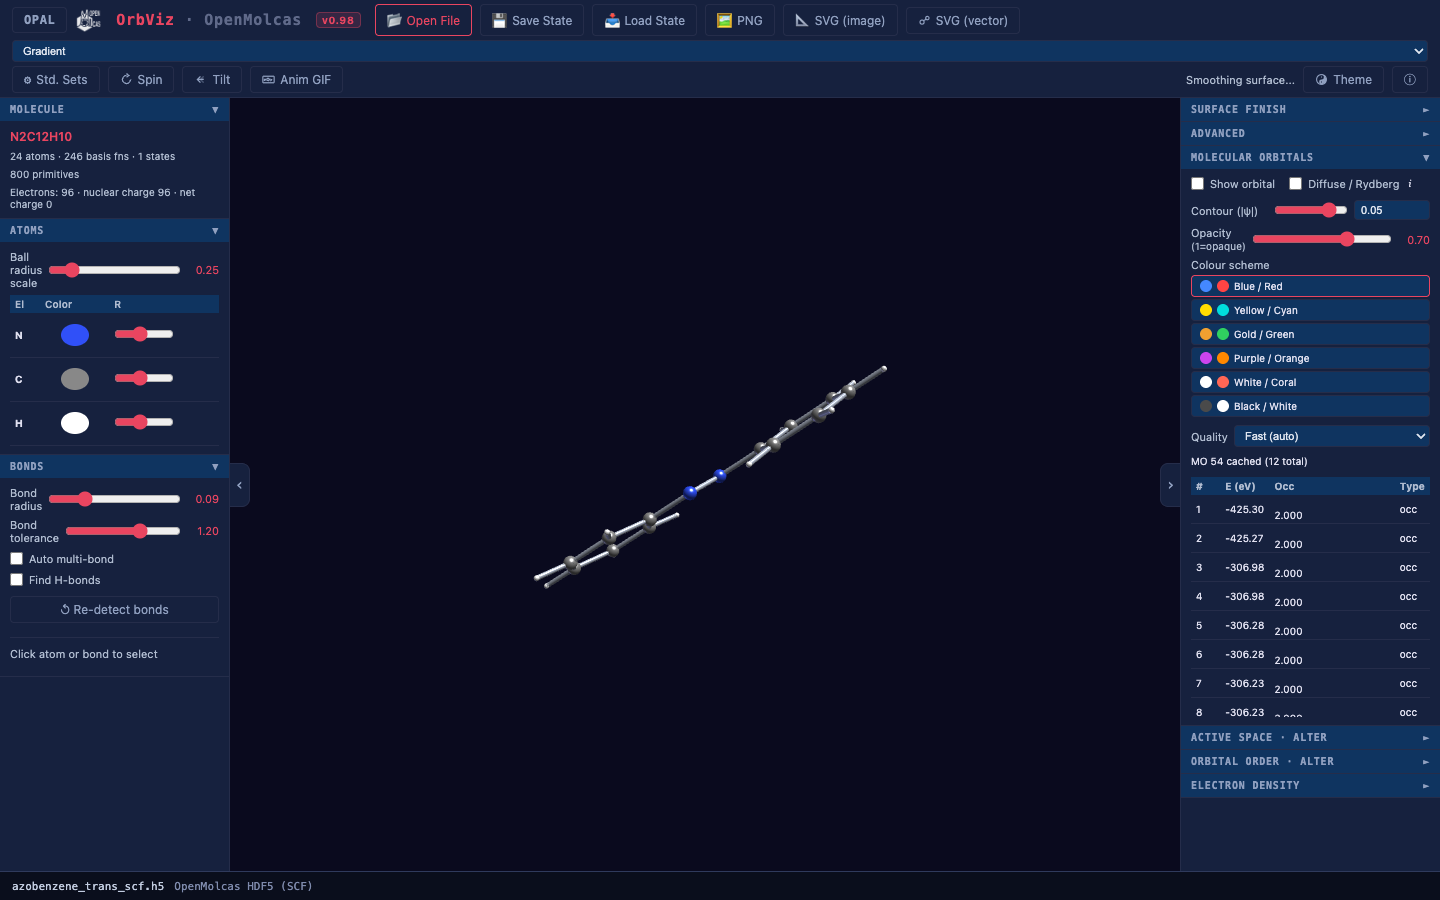 OPAL OrbViz · OpenMolcas v0.98 Open File Save State Load State PNG SVG (image) SVG (vector)
Gradient
Std. Sets Spin Tilt Anim GIF Smoothing surface... Theme
MOLECULE
N2C12H10
24 atoms · 246 basis fns · 1 states
800 primitives
Electrons: 96 · nuclear charge 96 · net
charge 0
ATOMS
Ball
radius
scale
0.25
El Color R
N
C
H
BONDS
Bond
radius
0.09
Bond
tolerance
1.20
Auto multi-bond
Find H-bonds
Re-detect bonds
Click atom or bond to select
SURFACE FINISH
ADVANCED
MOLECULAR ORBITALS
Show orbital Diffuse / Rydberg i
Contour (|ψ|) 0.05
Opacity
(1=opaque)
0.70
Colour scheme
Blue / Red
Yellow / Cyan
Gold / Green
Purple / Orange
White / Coral
Black / White
Quality Fast (auto)
MO 54 cached (12 total)
# E (eV) Occ Type
1 -425.30 2.000 occ
2 -425.27 2.000 occ
3 -306.98 2.000 occ
4 -306.98 2.000 occ
5 -306.28 2.000 occ
6 -306.28 2.000 occ
7 -306.23 2.000 occ
8 -306.23 occ
ACTIVE SPACE · ALTER
ORBITAL ORDER · ALTER
ELECTRON DENSITY
azobenzene_trans_scf.h5 OpenMolcas HDF5 (SCF)